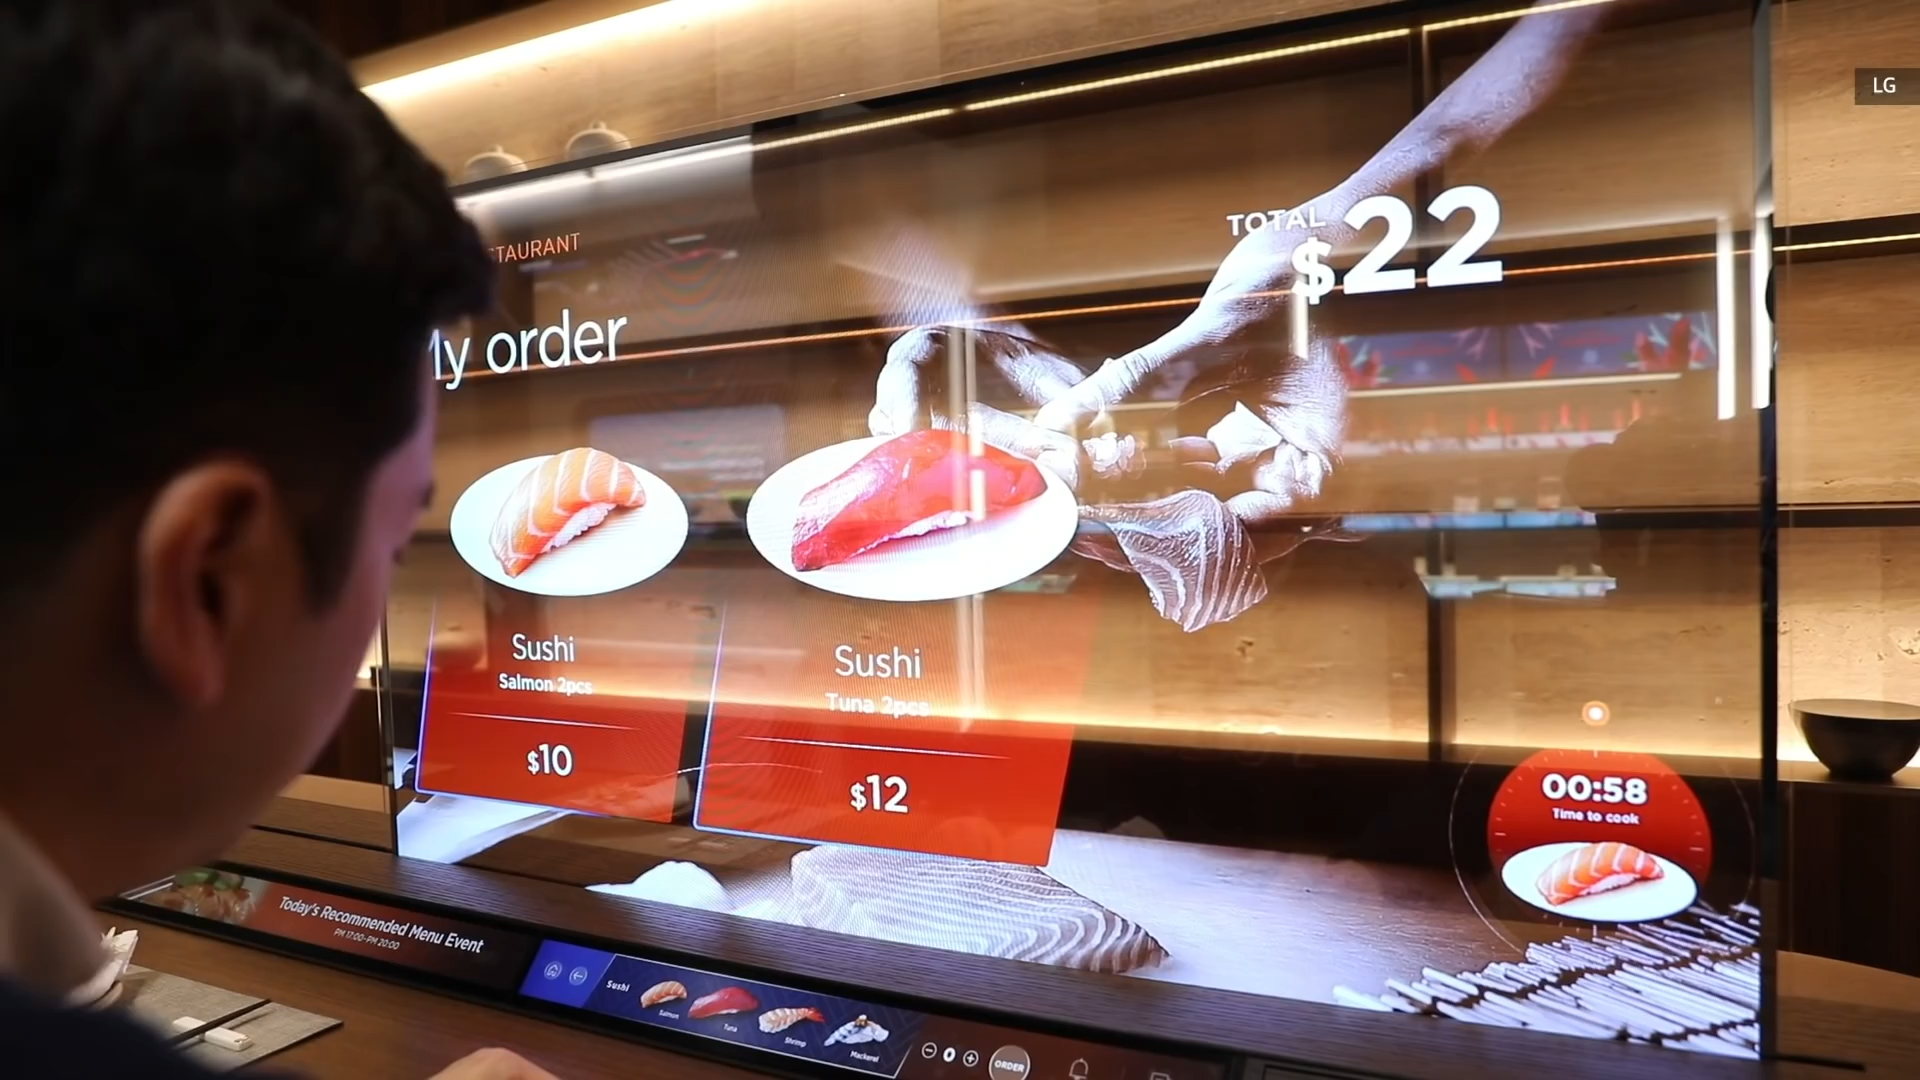 LG
TAURANT
y order
TOTAL
$22
Sushi
Salmon 2pcs
$10
Sushi
Tuna 2pcs
$12
00:58
Time to cook
Today's Recommended Menu Event
PM 17:00-PM 20:00
Sushi
Salmon
Tuna
Shrimp
Mackerel
0
ORDER